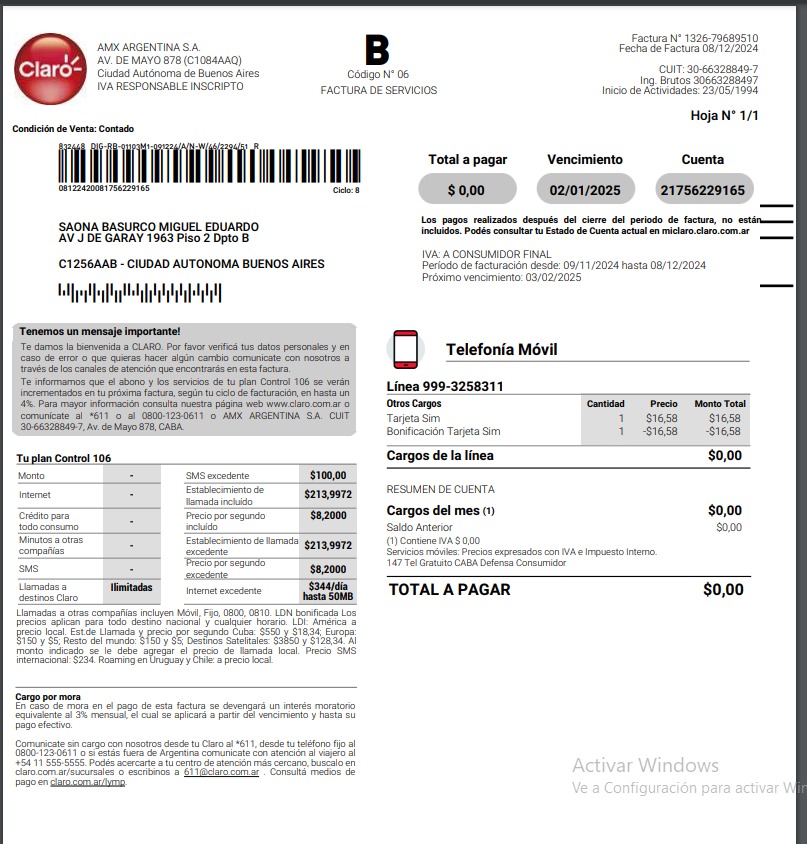 Claro
AMX ARGENTINA S.A.
AV. DE MAYO 878 (C1084AAQ)
Ciudad Autónoma de Buenos Aires
IVA RESPONSABLE INSCRIPTO
B
Código N° 06
FACTURA DE SERVICIOS
Factura N° 1326-79689510
Fecha de Factura 08/12/2024
CUIT: 30-66328849-7
Ing. Brutos 30663288497
Inicio de Actividades: 23/05/1994
Hoja N° 1/1
Condición de Venta: Contado
832448 DIG-RB-01103M1-091224/A/N-W/46/2294/51 R
08122420081756229165
Ciclo: 8
Total a pagar
Vencimiento
Cuenta
$ 0,00
02/01/2025
21756229165
Los pagos realizados después del cierre del periodo de factura, no están
incluidos. Podés consultar tu Estado de Cuenta actual en miclaro.claro.com.ar
SAONA BASURCO MIGUEL EDUARDO
AV J DE GARAY 1963 Piso 2 Dpto B
C1256AAB - CIUDAD AUTONOMA BUENOS AIRES
IVA: A CONSUMIDOR FINAL
Período de facturación desde: 09/11/2024 hasta 08/12/2024
Próximo vencimiento: 03/02/2025
Tenemos un mensaje importante!
Te damos la bienvenida a CLARO. Por favor verificá tus datos personales y en
caso de error o que quieras hacer algún cambio comunicate con nosotros a
través de los canales de atención que encontrarás en esta factura.
Te informamos que el abono y los servicios de tu plan Control 106 se verán
incrementados en tu próxima factura, según tu ciclo de facturación, en hasta un
4%. Para mayor información consulta nuestra página web www.claro.com.ar o
comunícate al *611 o al 0800-123-0611 o AMX ARGENTINA S.A. CUIT
30-66328849-7, Av. de Mayo 878, CABA.
Tu plan Control 106
Monto - SMS excedente $100,00
Internet - Establecimiento de llamada incluído $213,9972
Crédito para todo consumo - Precio por segundo incluído $8,2000
Minutos a otras compañías - Establecimiento de llamada excedente $213,9972
SMS - Precio por segundo excedente $8,2000
Llamadas a destinos Claro Ilimitadas Internet excedente $344/día hasta 50MB
Llamadas a otras compañías incluyen Móvil, Fijo, 0800, 0810. LDN bonificada Los
precios aplican para todo destino nacional y cualquier horario. LDI: América a
precio local. Est.de Llamada y precio por segundo Cuba: $550 y $18,34; Europa:
$150 y $5; Resto del mundo: $150 y $5; Destinos Satelitales: $3850 y $128,34. Al
monto indicado se le debe agregar el precio de llamada local. Precio SMS
internacional: $234. Roaming en Uruguay y Chile: a precio local.
Cargo por mora
En caso de mora en el pago de esta factura se devengará un interés moratorio
equivalente al 3% mensual, el cual se aplicará a partir del vencimiento y hasta su
pago efectivo.
Comunicate sin cargo con nosotros desde tu Claro al *611, desde tu teléfono fijo al
0800-123-0611 o si estás fuera de Argentina comunicate con atención al viajero al
+54 11 555-5555. Podés acercarte a tu centro de atención más cercano, buscalo en
claro.com.ar/sucursales o escribinos a 611@claro.com.ar . Consultá medios de
pago en claro.com.ar/lymp.
Telefonía Móvil
Línea 999-3258311
Otros Cargos Cantidad Precio Monto Total
Tarjeta Sim 1 $16,58 $16,58
Bonificación Tarjeta Sim 1 -$16,58 -$16,58
Cargos de la línea $0,00
RESUMEN DE CUENTA
Cargos del mes (1) $0,00
Saldo Anterior $0,00
(1) Contiene IVA $ 0,00
Servicios móviles: Precios expresados con IVA e Impuesto Interno.
147 Tel Gratuito CABA Defensa Consumidor
TOTAL A PAGAR $0,00
Activar Windows
Ve a Configuración para activar Win